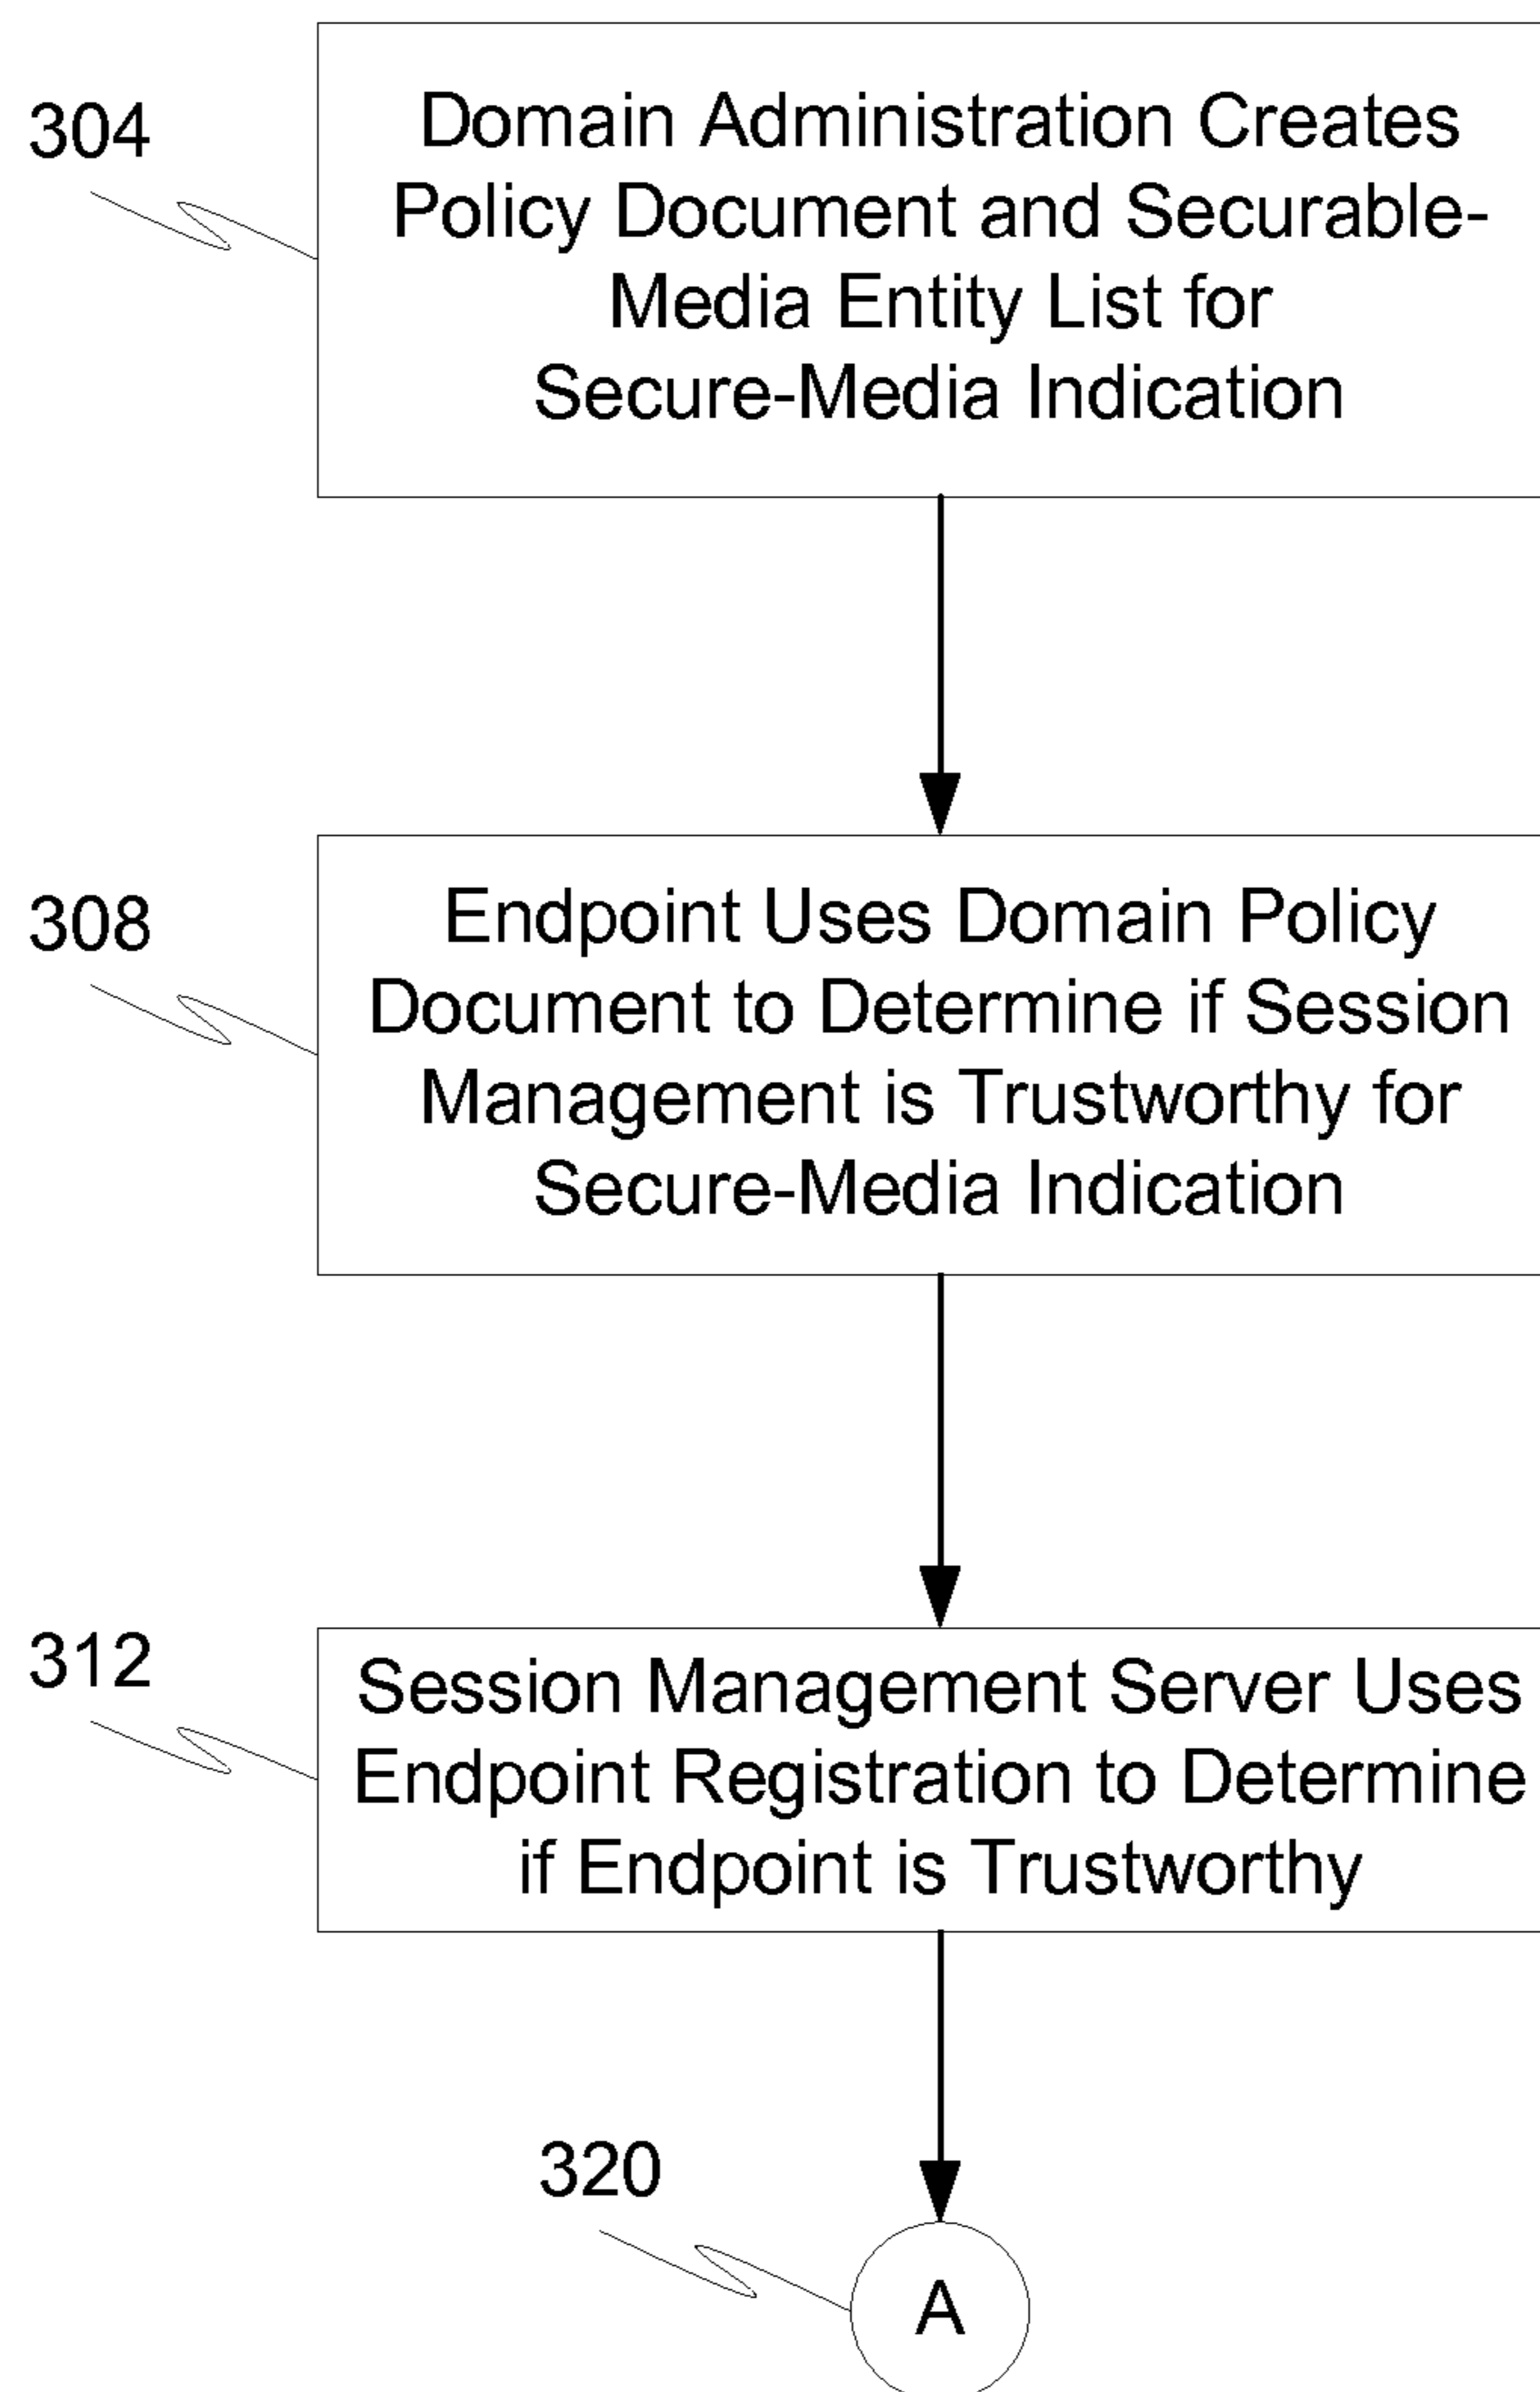 304
Domain Administration Creates
Policy Document and Securable-
Media Entity List for
Secure-Media Indication
308
Endpoint Uses Domain Policy
Document to Determine if Session
Management is Trustworthy for
Secure-Media Indication
312
Session Management Server Uses
Endpoint Registration to Determine
if Endpoint is Trustworthy
320
A